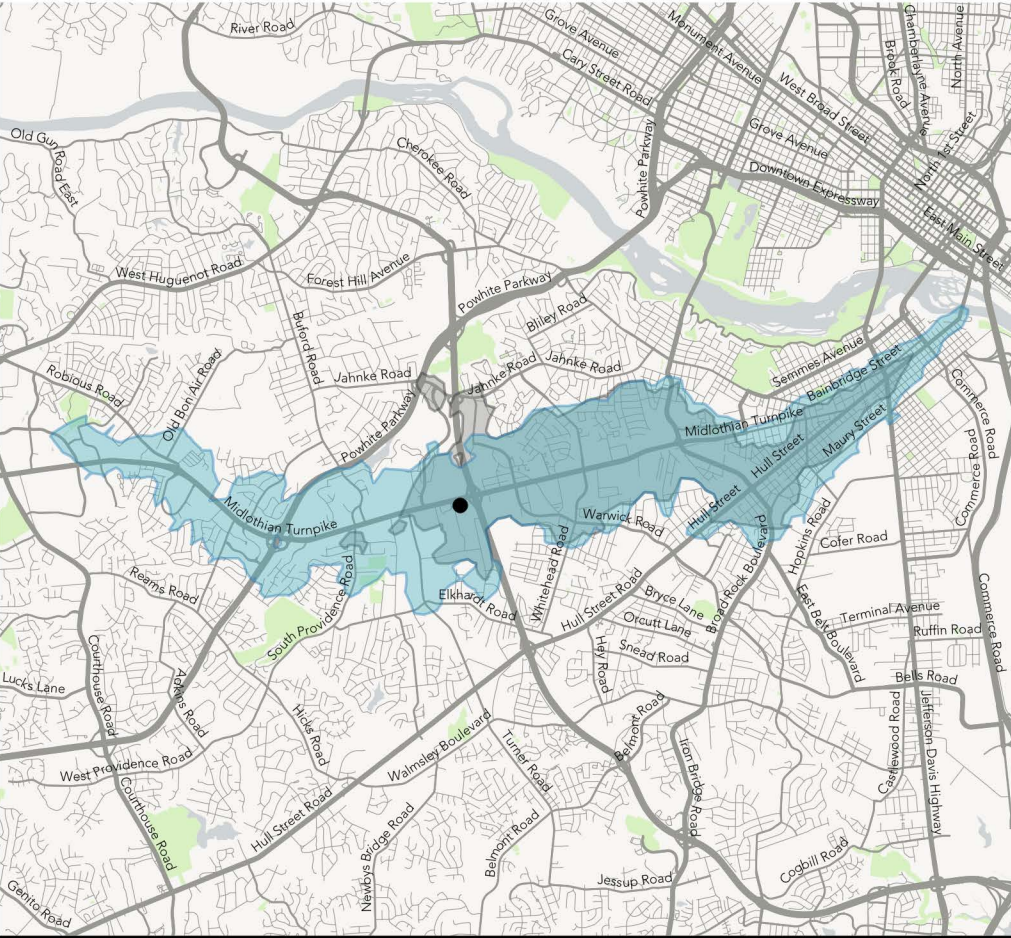 River Road
Grove Avenue
Monument Avenue
Chamberlayne Avenue
North Avenue
Brook Road
Cary Street Road
West Broad Street
Old Gun Road East
Cherokee Road
Grove Avenue
North 1st Street
Powhite Parkway
Downtown Expressway
East Main Street
West Huguenot Road
Forest Hill Avenue
Powhite Parkway
Bliley Road
Buford Road
Semmes Avenue
Old Bon Air Road
Robious Road
Jahnke Road
Jahnke Road
Jahnke Road
Bainbridge Street
Commerce Road
Powhite Parkway
Midlothian Turnpike
Hull Street
Maury Street
Commerce Road
Midlothian Turnpike
Hull Street
Warwick Road
Whitehead Road
Broad Rock Boulevard
Hopkins Road
Cofer Road
Reams Road
South Providence Road
Road
Elkhardt Road
Hull Street Road
Bryce Lane
Orcutt Lane
Snead Road
Hey Road
East Belt Boulevard
Terminal Avenue
Ruffin Road
Commerce Road
Bells Road
Lucks Lane
Courthouse Road
Adkins Road
Hicks Road
Walmsley Boulevard
Turner Road
Belmont Road
Iron Bridge Road
Castlewood Road
Jefferson Davis Highway
West Providence Road
Courthouse Road
Hull Street Road
Newbys Bridge Road
Belmont Road
Jessup Road
Cogbill Road
Genito Road